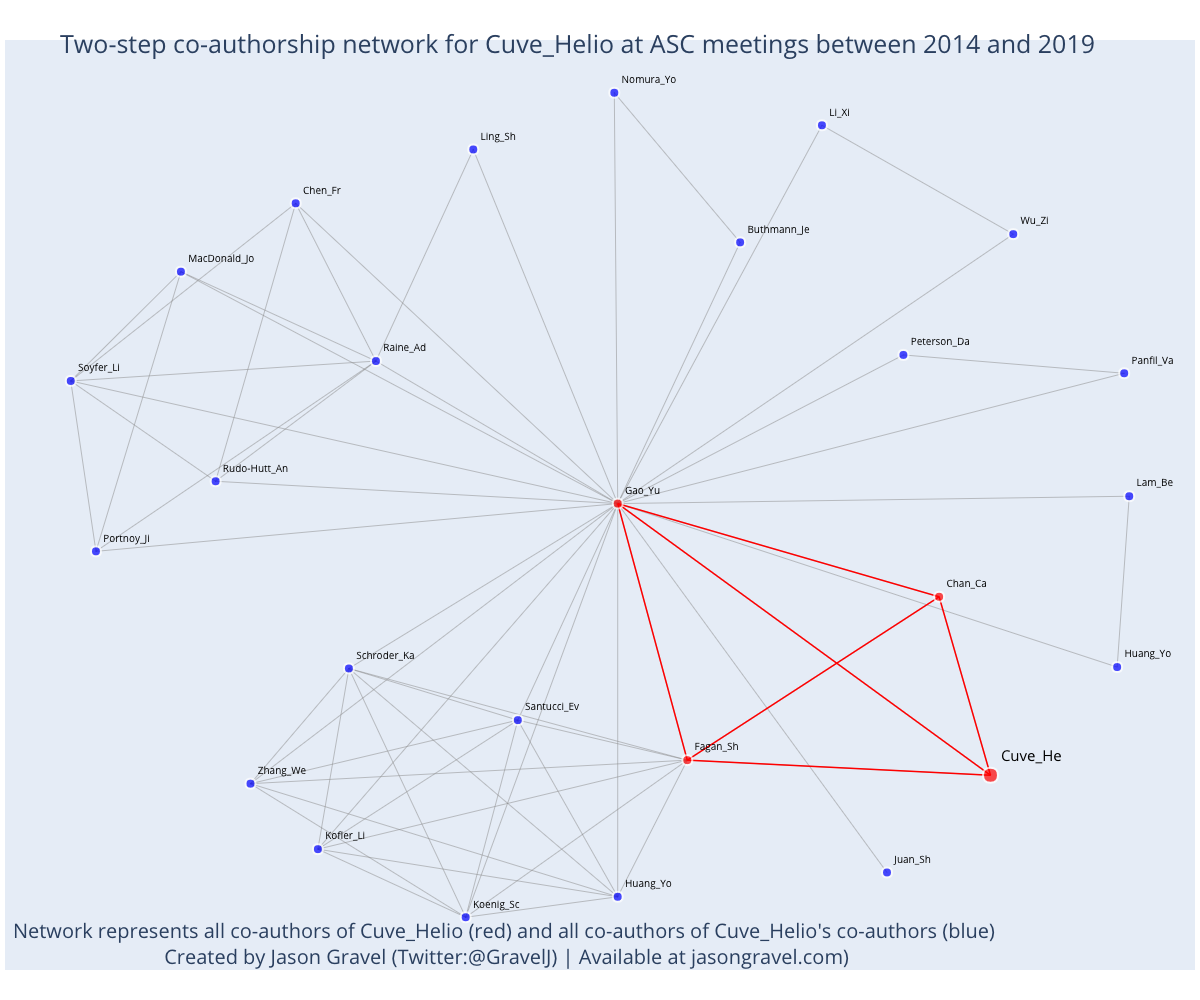 Two-step co-authorship network for Cuve_Helio at ASC meetings between 2014 and 2019
Nomura_Yo
Li_Xi
Ling_Sh
Chen_Fr
Wu_Zi
Buthmann_Je
MacDonald_Jo
Peterson_Da
Raine_Ad
Panfil_Va
Soyfer_Li
Rudo-Hutt_An
Lam_Be
Gao_Yu
Portnoy_Ji
Chan_Ca
Schroder_Ka
Huang_Yo
Santucci_Ev
Fagan_Sh
Cuve_He
Zhang_We
Kofler_Li
Juan_Sh
Huang_Yo
Koenig_Sc
Network represents all co-authors of Cuve_Helio (red) and all co-authors of Cuve_Helio's co-authors (blue)
Created by Jason Gravel (Twitter:@GravelJ) | Available at jasongravel.com)